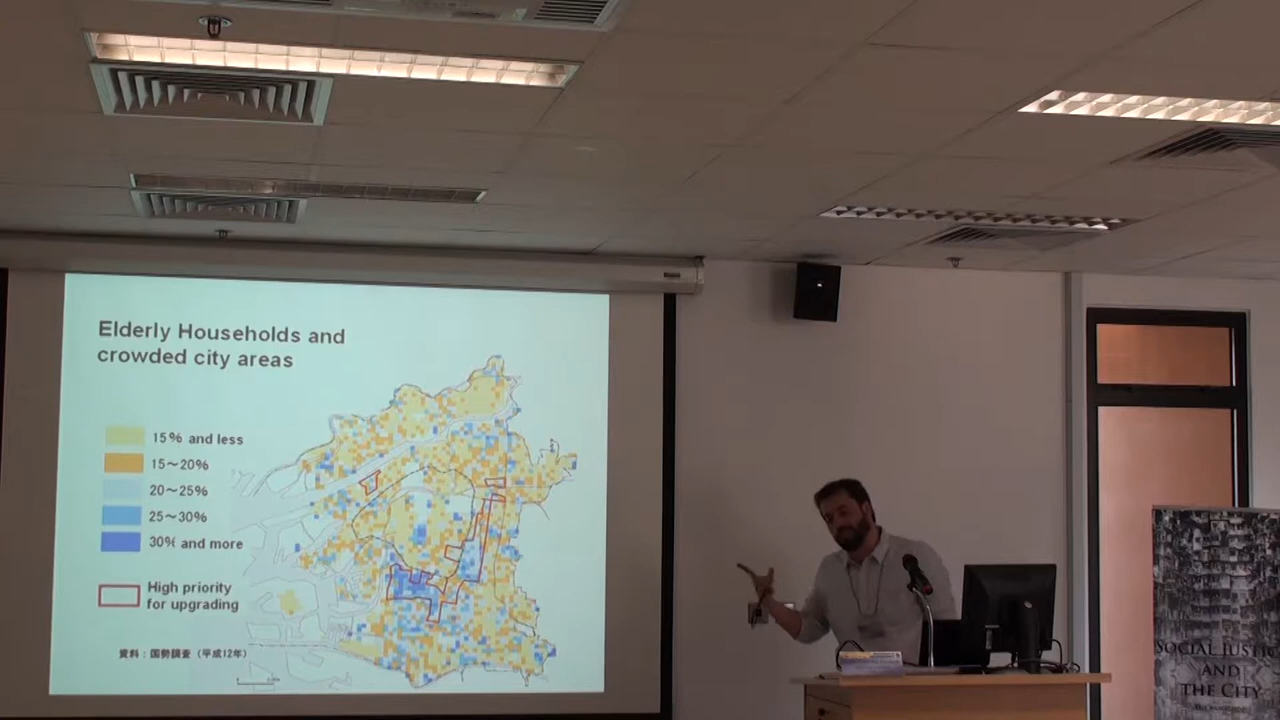 Elderly Households and
crowded city areas
15% and less
15～20%
20～25%
25～30%
30% and more
High priority
for upgrading
資料：国勢調査（平成12年）
SOCIAL JUSTIC
AND
THE CITY